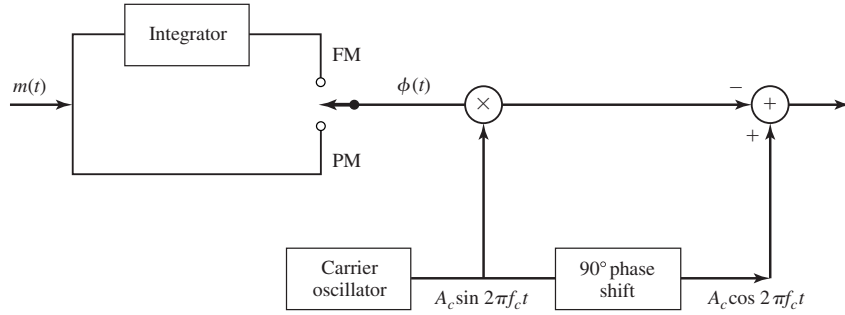 Integrator
FM
m(t)
ϕ(t)
×
−
+
+
PM
Carrier
oscillator
90° phase
shift
A_c sin 2πf_c t
A_c cos 2πf_c t